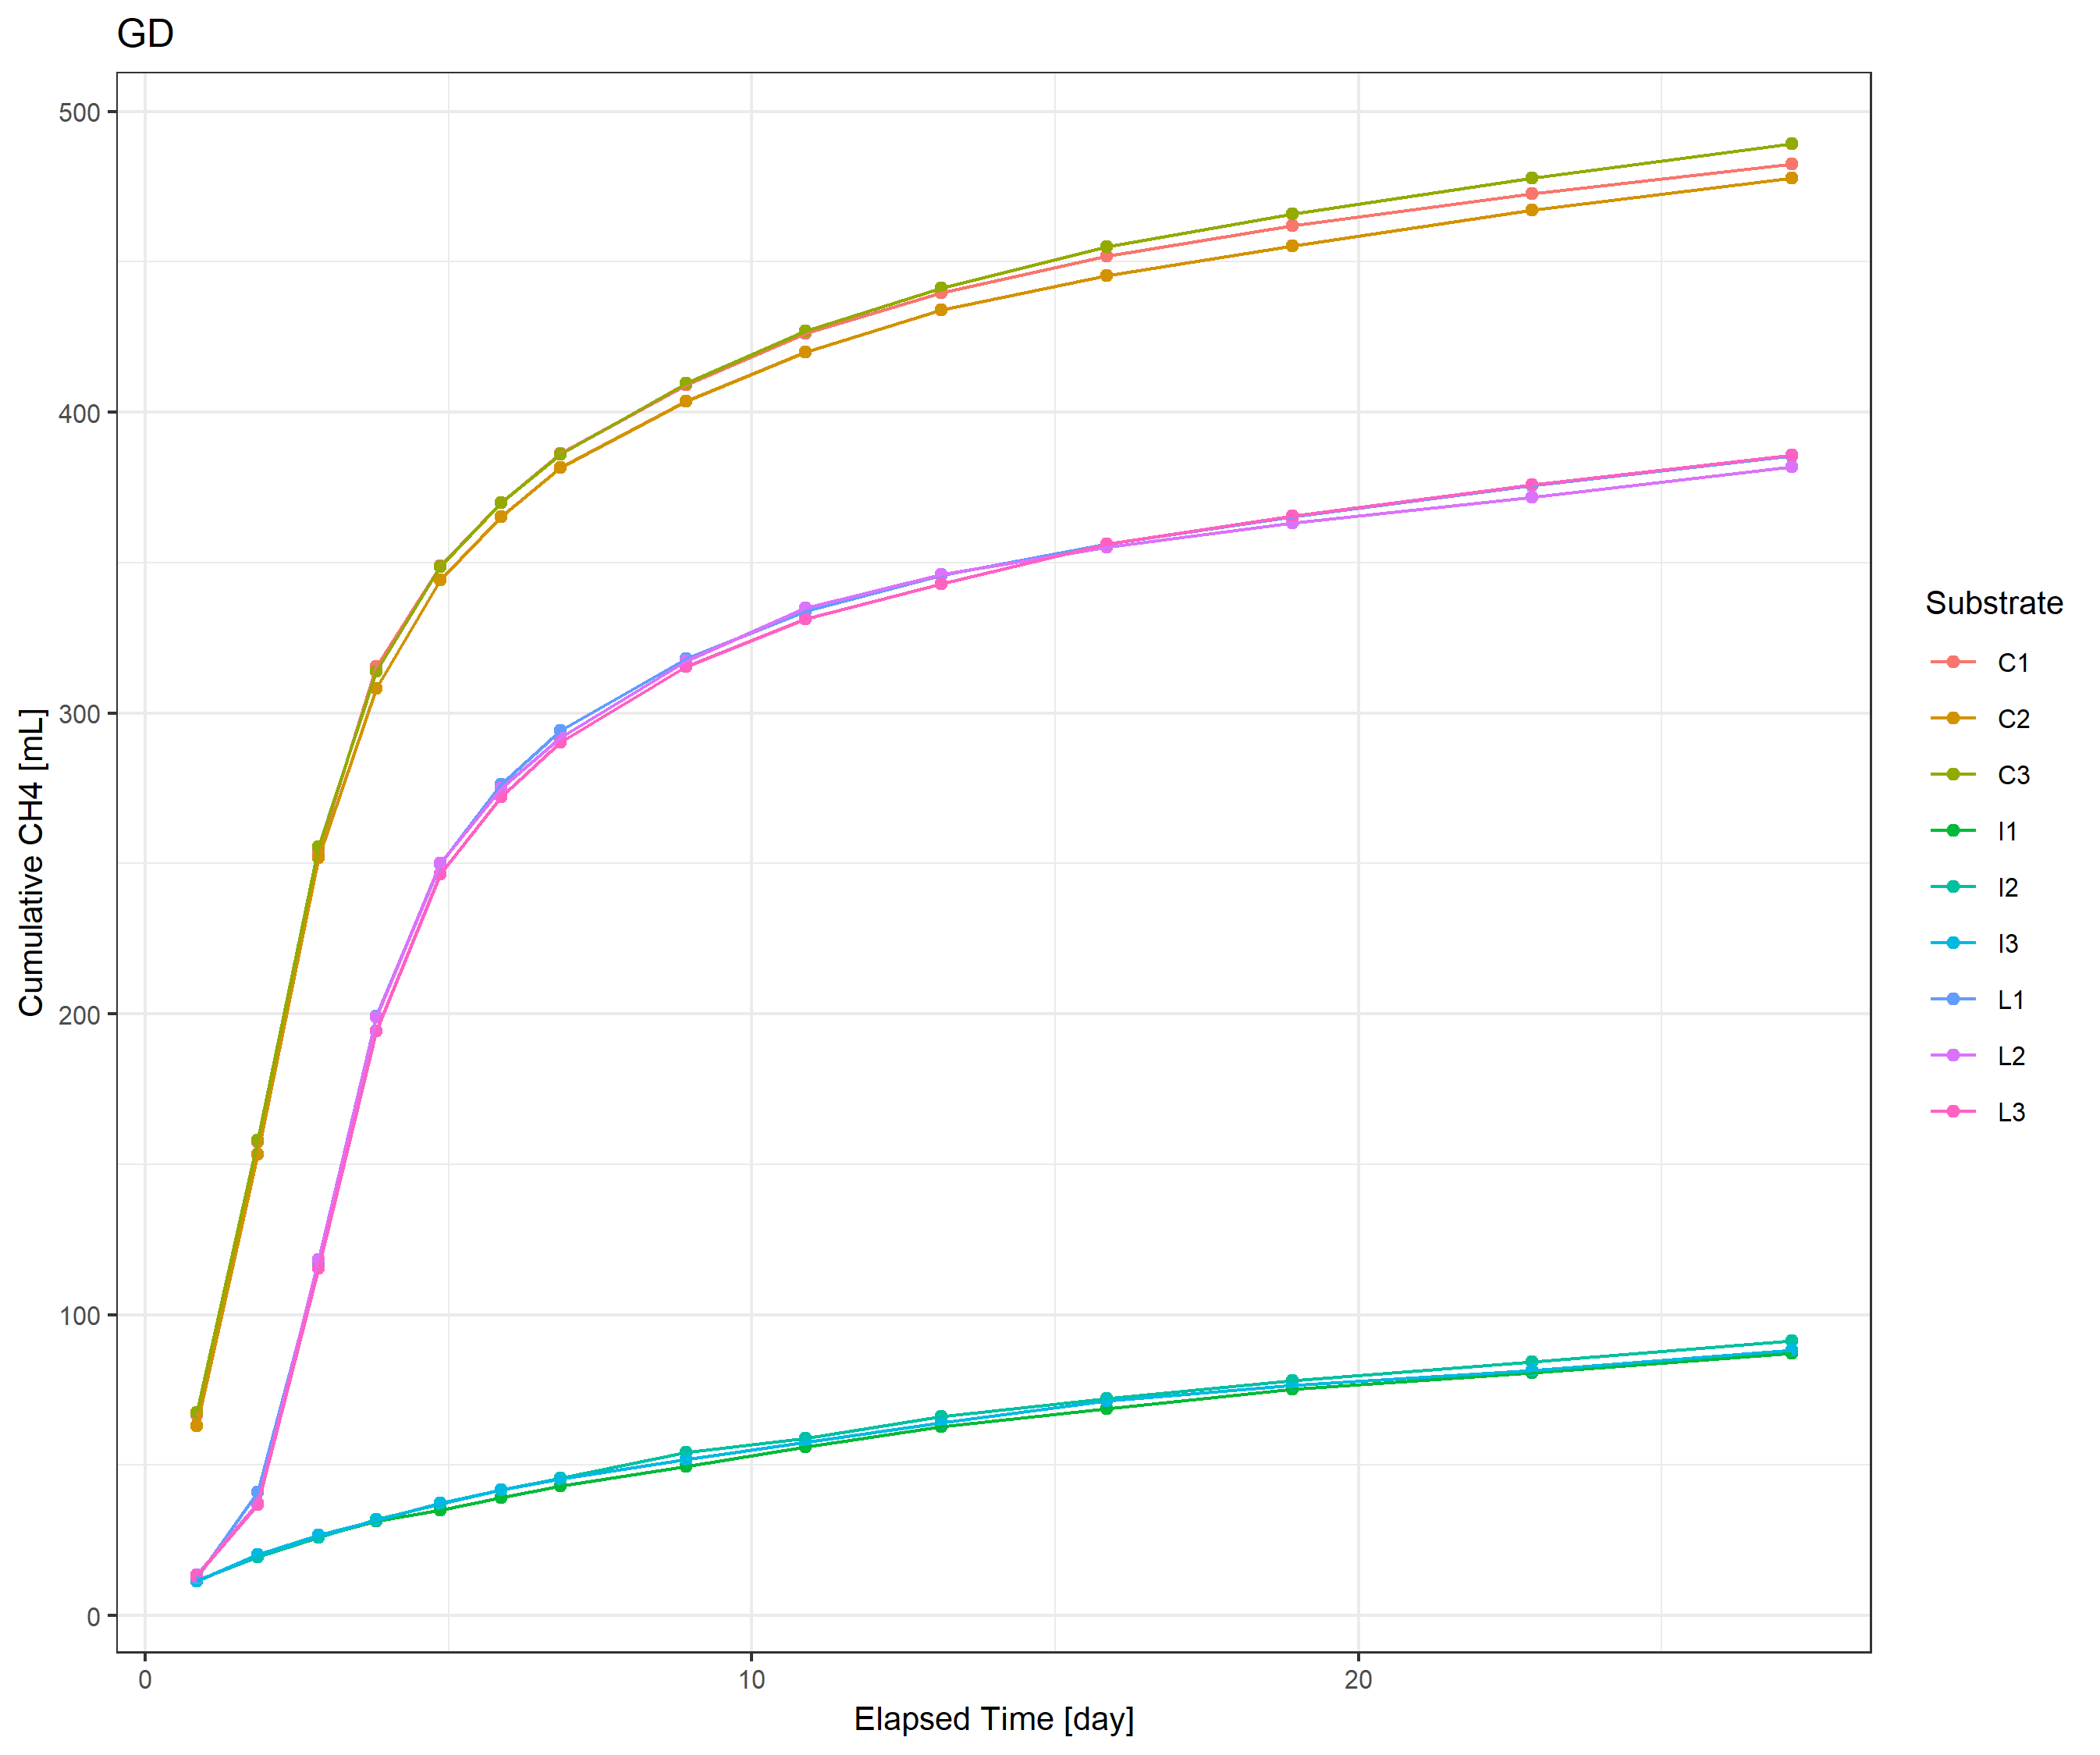 GD
500
400
300
200
100
0
Cumulative CH4 [mL]
0 10 20
Elapsed Time [day]
Substrate
C1
C2
C3
I1
I2
I3
L1
L2
L3